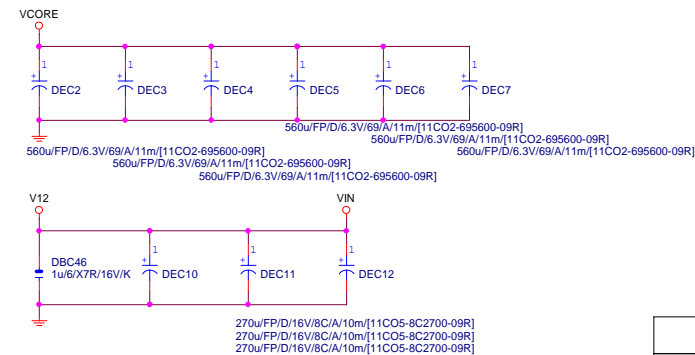 VCORE
1 1 1 1 1 1
+ DEC2 + DEC3 + DEC4 + DEC5 + DEC6 + DEC7
560u/FP/D/6.3V/69/A/11m/[11CO2-695600-09R]
560u/FP/D/6.3V/69/A/11m/[11CO2-695600-09R]
560u/FP/D/6.3V/69/A/11m/[11CO2-695600-09R]
560u/FP/D/6.3V/69/A/11m/[11CO2-695600-09R]
560u/FP/D/6.3V/69/A/11m/[11CO2-695600-09R]
560u/FP/D/6.3V/69/A/11m/[11CO2-695600-09R]
V12 VIN
1 1 1
DBC46
1u/6/X7R/16V/K + DEC10 + DEC11 + DEC12
270u/FP/D/16V/8C/A/10m/[11CO5-8C2700-09R]
270u/FP/D/16V/8C/A/10m/[11CO5-8C2700-09R]
270u/FP/D/16V/8C/A/10m/[11CO5-8C2700-09R]